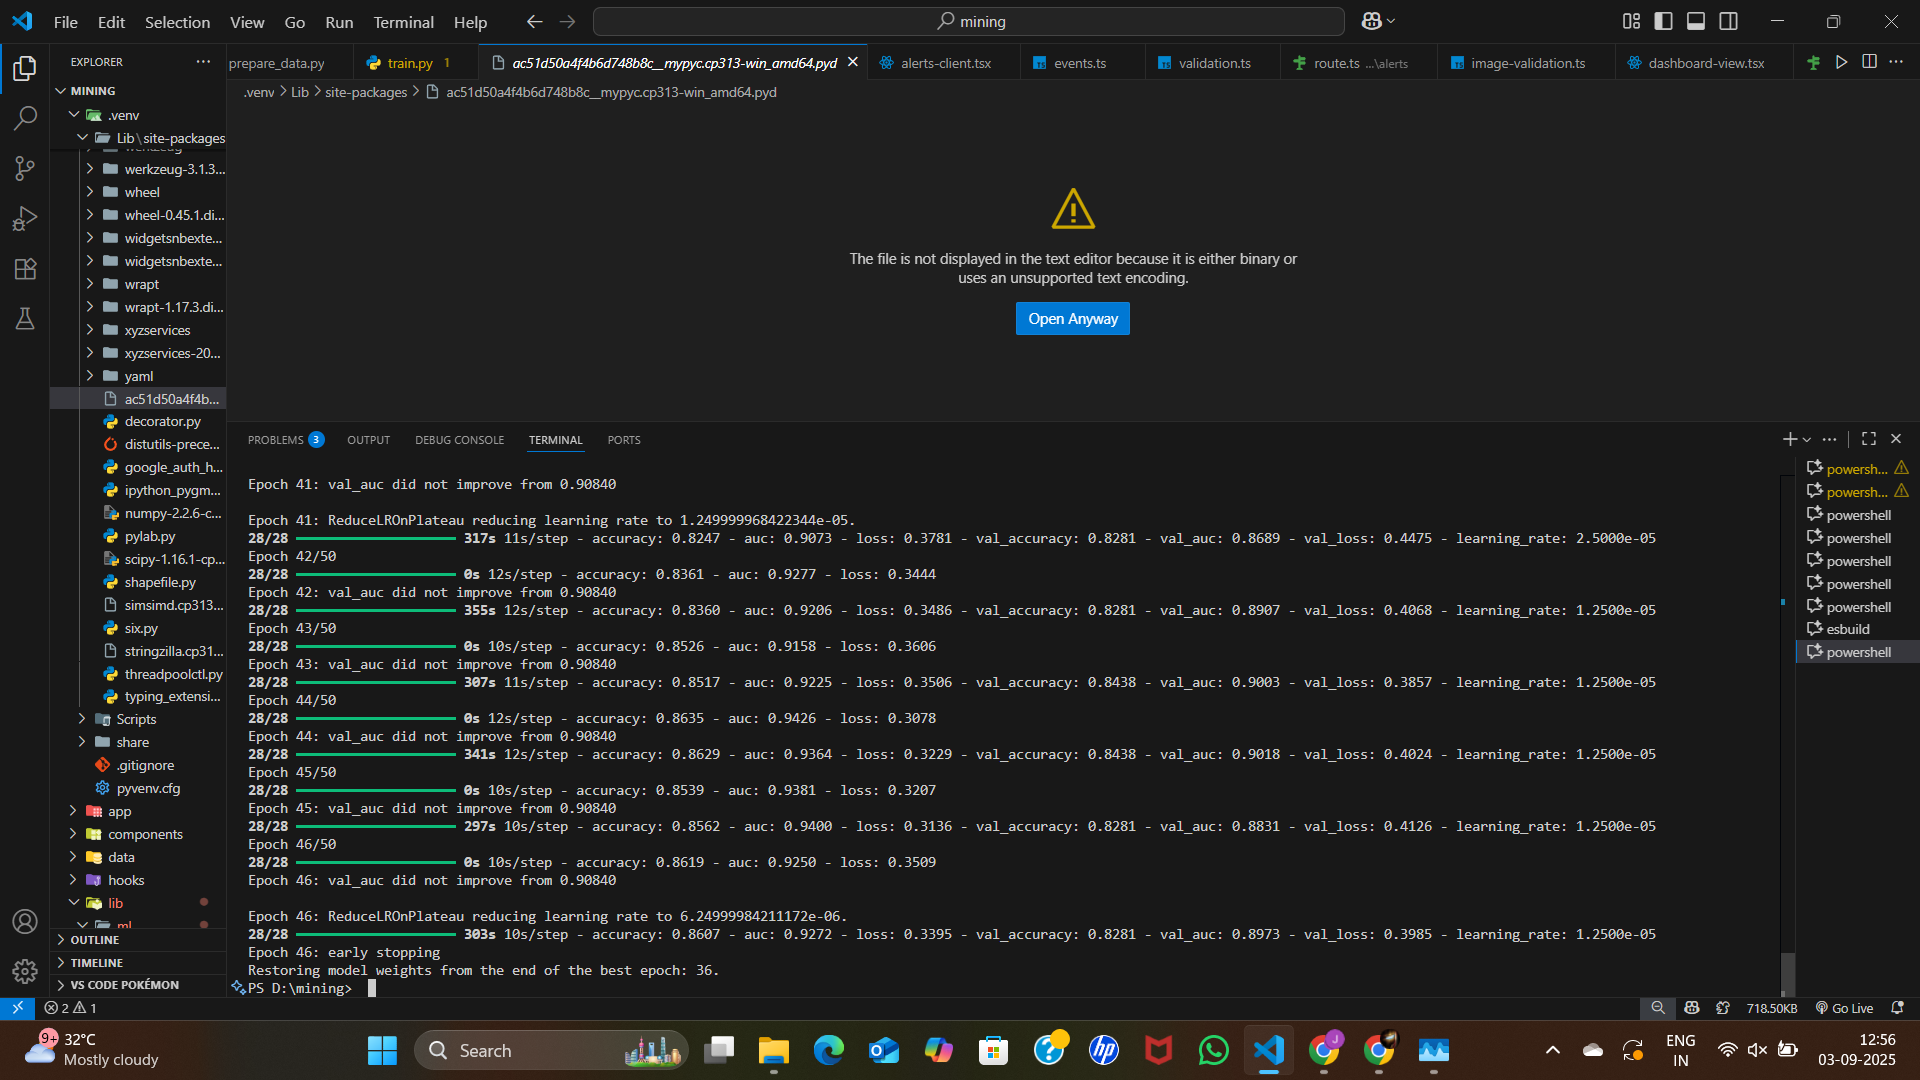 File Edit Selection View Go Run Terminal Help
mining
EXPLORER
prepare_data.py
train.py 1
ac51d50a4f4b6d748b8c__mypyc.cp313-win_amd64.pyd
alerts-client.tsx
events.ts
validation.ts
route.ts ...\alerts
image-validation.ts
dashboard-view.tsx
.venv > Lib > site-packages > ac51d50a4f4b6d748b8c__mypyc.cp313-win_amd64.pyd
MINING
.venv
Lib\site-packages
werkzeug-3.1.3...
wheel
wheel-0.45.1.di...
widgetsnbexte...
widgetsnbexte...
wrapt
wrapt-1.17.3.di...
xyzservices
xyzservices-20...
yaml
ac51d50a4f4b...
decorator.py
distutils-prece...
google_auth_h...
ipython_pygm...
numpy-2.2.6-c...
pylab.py
scipy-1.16.1-cp...
shapefile.py
simsimd.cp313...
six.py
stringzilla.cp31...
threadpoolctl.py
typing_extensi...
Scripts
share
.gitignore
pyvenv.cfg
app
components
data
hooks
lib
ml
OUTLINE
TIMELINE
VS CODE POKÉMON
The file is not displayed in the text editor because it is either binary or
uses an unsupported text encoding.
Open Anyway
PROBLEMS 3 OUTPUT DEBUG CONSOLE TERMINAL PORTS
Epoch 41: val_auc did not improve from 0.90840
Epoch 41: ReduceLROnPlateau reducing learning rate to 1.249999968422344e-05.
28/28 317s 11s/step - accuracy: 0.8247 - auc: 0.9073 - loss: 0.3781 - val_accuracy: 0.8281 - val_auc: 0.8689 - val_loss: 0.4475 - learning_rate: 2.5000e-05
Epoch 42/50
28/28 0s 12s/step - accuracy: 0.8361 - auc: 0.9277 - loss: 0.3444
Epoch 42: val_auc did not improve from 0.90840
28/28 355s 12s/step - accuracy: 0.8360 - auc: 0.9206 - loss: 0.3486 - val_accuracy: 0.8281 - val_auc: 0.8907 - val_loss: 0.4068 - learning_rate: 1.2500e-05
Epoch 43/50
28/28 0s 10s/step - accuracy: 0.8526 - auc: 0.9158 - loss: 0.3606
Epoch 43: val_auc did not improve from 0.90840
28/28 307s 11s/step - accuracy: 0.8517 - auc: 0.9225 - loss: 0.3506 - val_accuracy: 0.8438 - val_auc: 0.9003 - val_loss: 0.3857 - learning_rate: 1.2500e-05
Epoch 44/50
28/28 0s 12s/step - accuracy: 0.8635 - auc: 0.9426 - loss: 0.3078
Epoch 44: val_auc did not improve from 0.90840
28/28 341s 12s/step - accuracy: 0.8629 - auc: 0.9364 - loss: 0.3229 - val_accuracy: 0.8438 - val_auc: 0.9018 - val_loss: 0.4024 - learning_rate: 1.2500e-05
Epoch 45/50
28/28 0s 10s/step - accuracy: 0.8539 - auc: 0.9381 - loss: 0.3207
Epoch 45: val_auc did not improve from 0.90840
28/28 297s 10s/step - accuracy: 0.8562 - auc: 0.9400 - loss: 0.3136 - val_accuracy: 0.8281 - val_auc: 0.8831 - val_loss: 0.4126 - learning_rate: 1.2500e-05
Epoch 46/50
28/28 0s 10s/step - accuracy: 0.8619 - auc: 0.9250 - loss: 0.3509
Epoch 46: val_auc did not improve from 0.90840
Epoch 46: ReduceLROnPlateau reducing learning rate to 6.24999984211172e-06.
28/28 303s 10s/step - accuracy: 0.8607 - auc: 0.9272 - loss: 0.3395 - val_accuracy: 0.8281 - val_auc: 0.8973 - val_loss: 0.3985 - learning_rate: 1.2500e-05
Epoch 46: early stopping
Restoring model weights from the end of the best epoch: 36.
PS D:\mining>
powersh...
powersh...
powershell
powershell
powershell
powershell
powershell
esbuild
powershell
2 1
718.50KB
Go Live
9+
32°C
Mostly cloudy
Search
hp
J
ENG
IN
12:56
03-09-2025